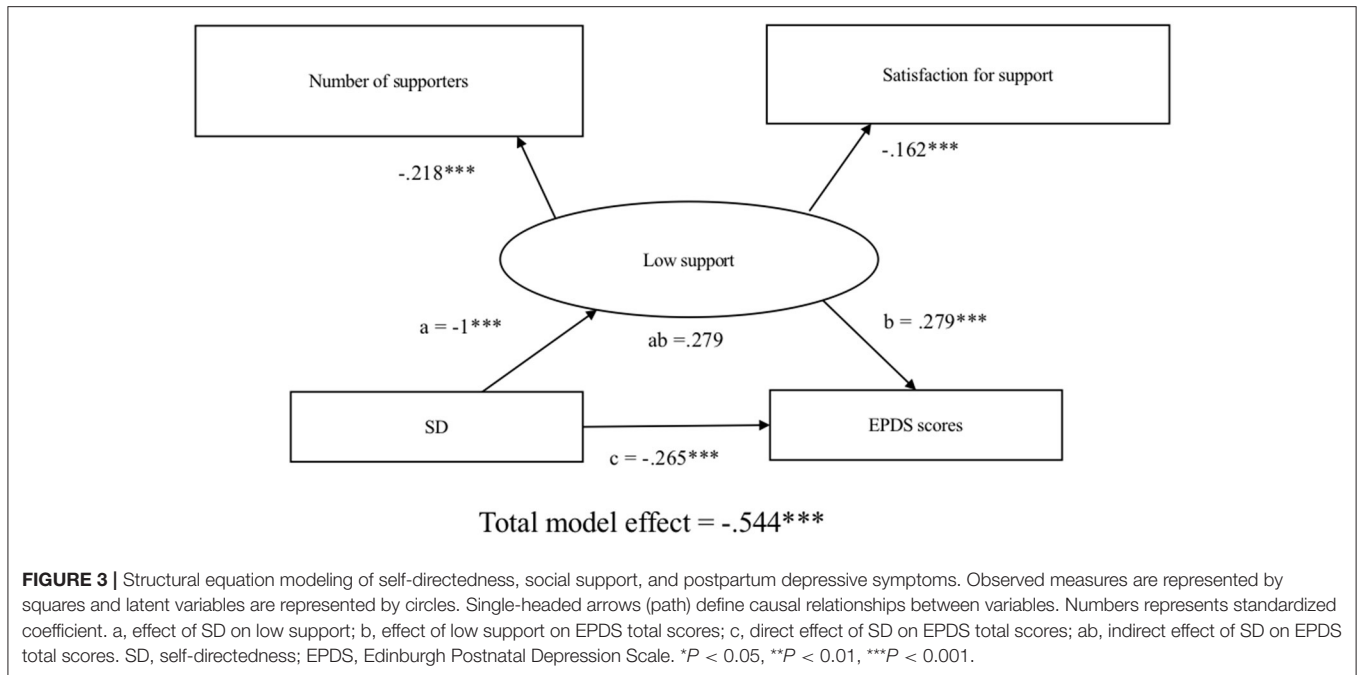 Number of supporters
Satisfaction for support
-.218***
-.162***
Low support
a = -1***
ab =.279
b = .279***
SD
EPDS scores
c = -.265***
Total model effect = -.544***
FIGURE 3 | Structural equation modeling of self-directedness, social support, and postpartum depressive symptoms. Observed measures are represented by
squares and latent variables are represented by circles. Single-headed arrows (path) define causal relationships between variables. Numbers represents standardized
coefficient. a, effect of SD on low support; b, effect of low support on EPDS total scores; c, direct effect of SD on EPDS total scores; ab, indirect effect of SD on EPDS
total scores. SD, self-directedness; EPDS, Edinburgh Postnatal Depression Scale. *P < 0.05, **P < 0.01, ***P < 0.001.